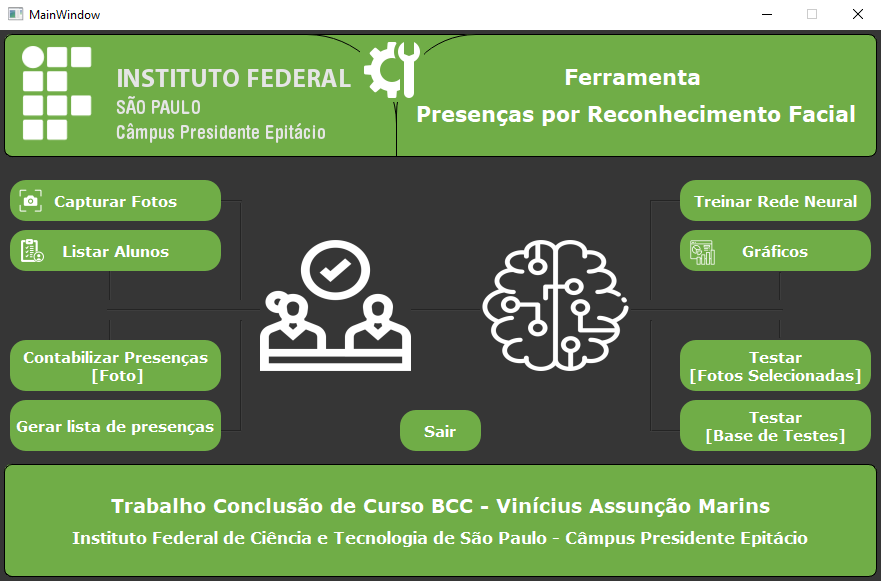 MainWindow
INSTITUTO FEDERAL
SÃO PAULO
Câmpus Presidente Epitácio
Ferramenta
Presenças por Reconhecimento Facial
Capturar Fotos
Listar Alunos
Contabilizar Presenças
[Foto]
Gerar lista de presenças
Sair
Treinar Rede Neural
Gráficos
Testar
[Fotos Selecionadas]
Testar
[Base de Testes]
Trabalho Conclusão de Curso BCC - Vinícius Assunção Marins
Instituto Federal de Ciência e Tecnologia de São Paulo - Câmpus Presidente Epitácio